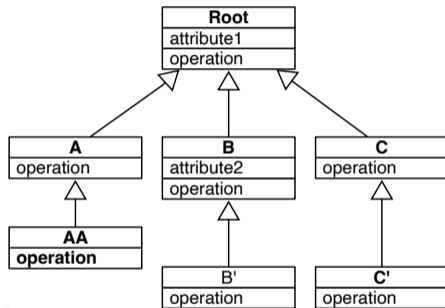 Root
attribute1
operation
A
operation
B
attribute2
operation
C
operation
AA
operation
B'
operation
C'
operation